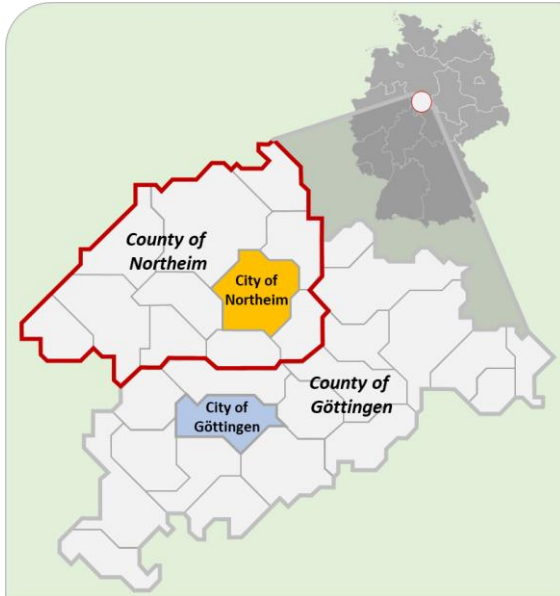 County of
Northeim
City of
Northeim
County of
Göttingen
City of
Göttingen